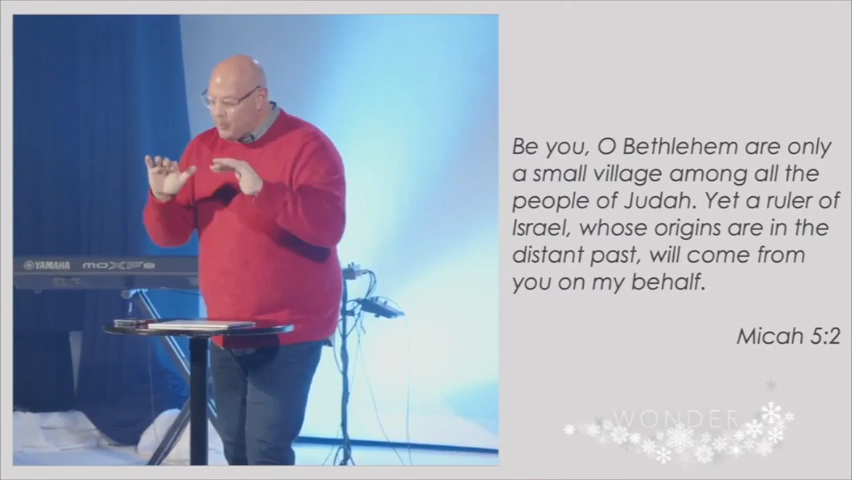 YAMAHA MOXF8
Be you, O Bethlehem are only
a small village among all the
people of Judah. Yet a ruler of
Israel, whose origins are in the
distant past, will come from
you on my behalf.
Micah 5:2
WONDER